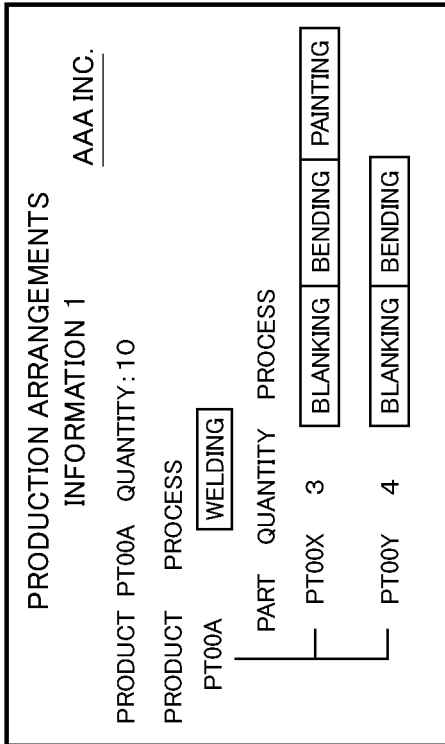 PRODUCTION ARRANGEMENTS
INFORMATION 1
AAA INC.
PRODUCT PT00A QUANTITY:10
PRODUCT PROCESS
PT00A WELDING
PART QUANTITY PROCESS
PT00X 3 BLANKING BENDING PAINTING
PT00Y 4 BLANKING BENDING